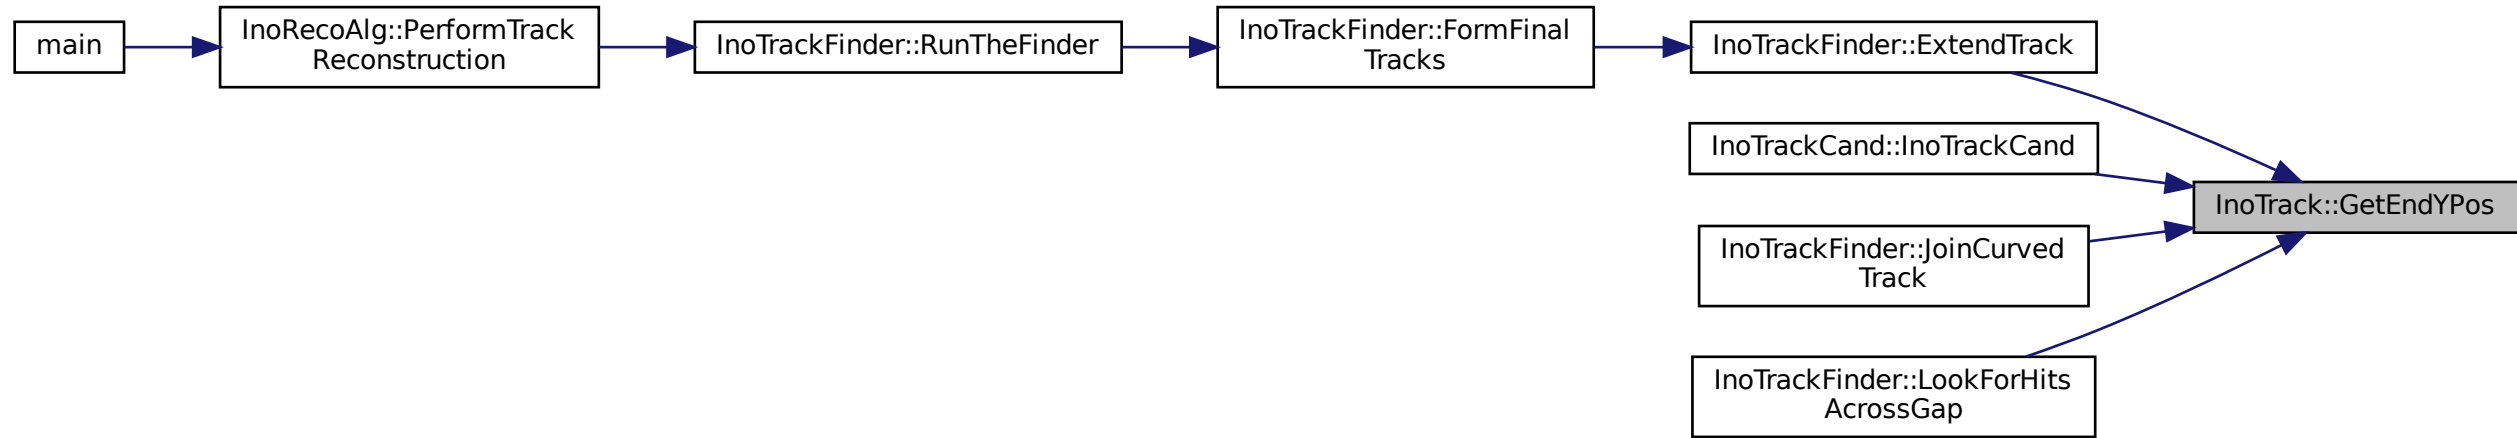 main
InoRecoAlg::PerformTrack
Reconstruction
InoTrackFinder::RunTheFinder
InoTrackFinder::FormFinal
Tracks
InoTrackFinder::ExtendTrack
InoTrackCand::InoTrackCand
InoTrackFinder::JoinCurved
Track
InoTrackFinder::LookForHits
AcrossGap
InoTrack::GetEndYPos